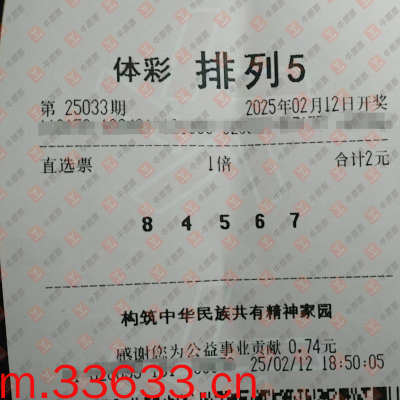 体彩 排列5
第 25033期 2025年02月12日开奖
直选票 1倍 合计2元
8 4 5 6 7
构筑中华民族共有精神家园
感谢您为公益事业贡献 0.74元
25/02/12 18:50:05
m.33633.cn